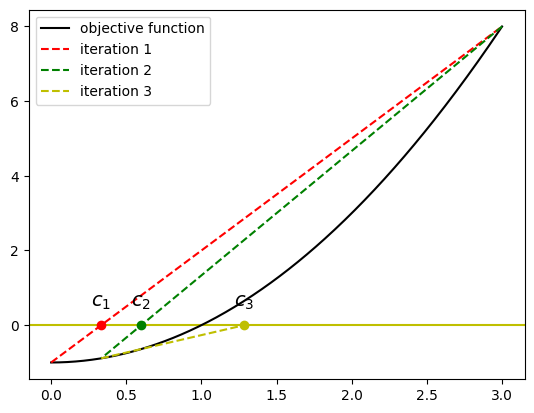 objective function
iteration 1
iteration 2
iteration 3
8
6
4
2
0
c₁ c₂ c₃
0.0 0.5 1.0 1.5 2.0 2.5 3.0